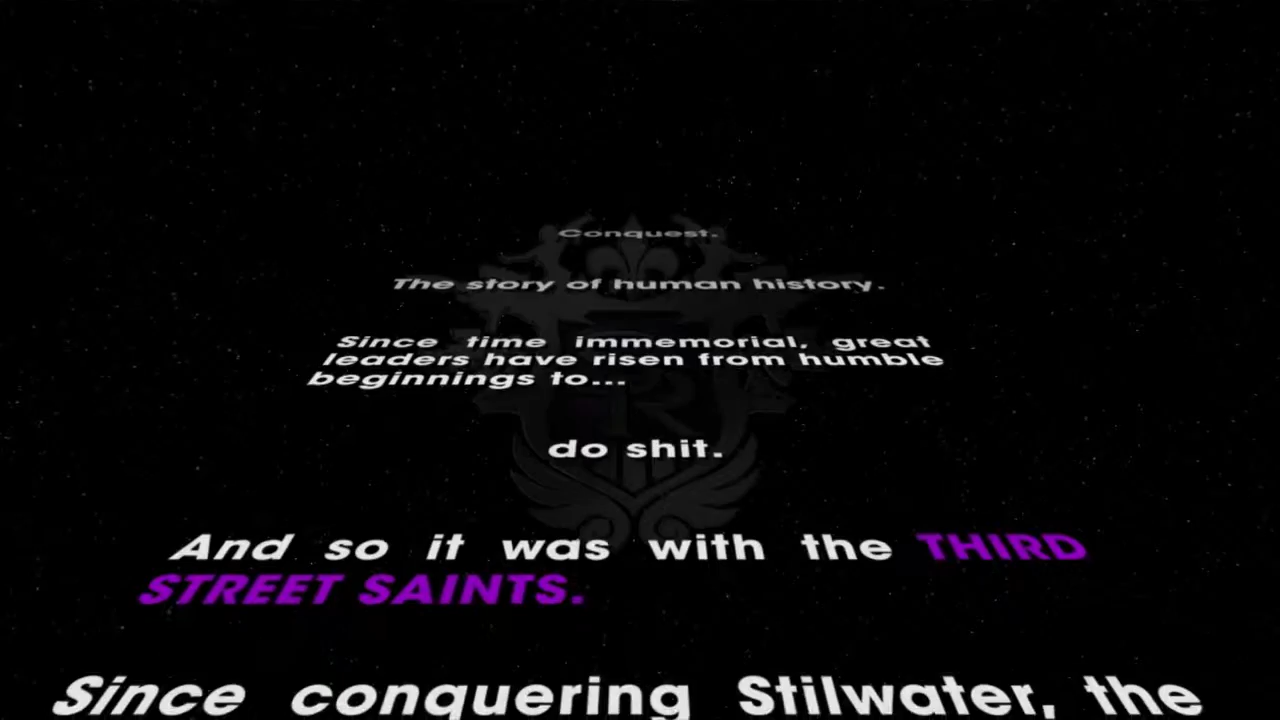 Conquest.
The story of human history.
Since time immemorial, great
leaders have risen from humble
beginnings to...
do shit.
And so it was with the THIRD
STREET SAINTS.
Since conquering Stilwater, the